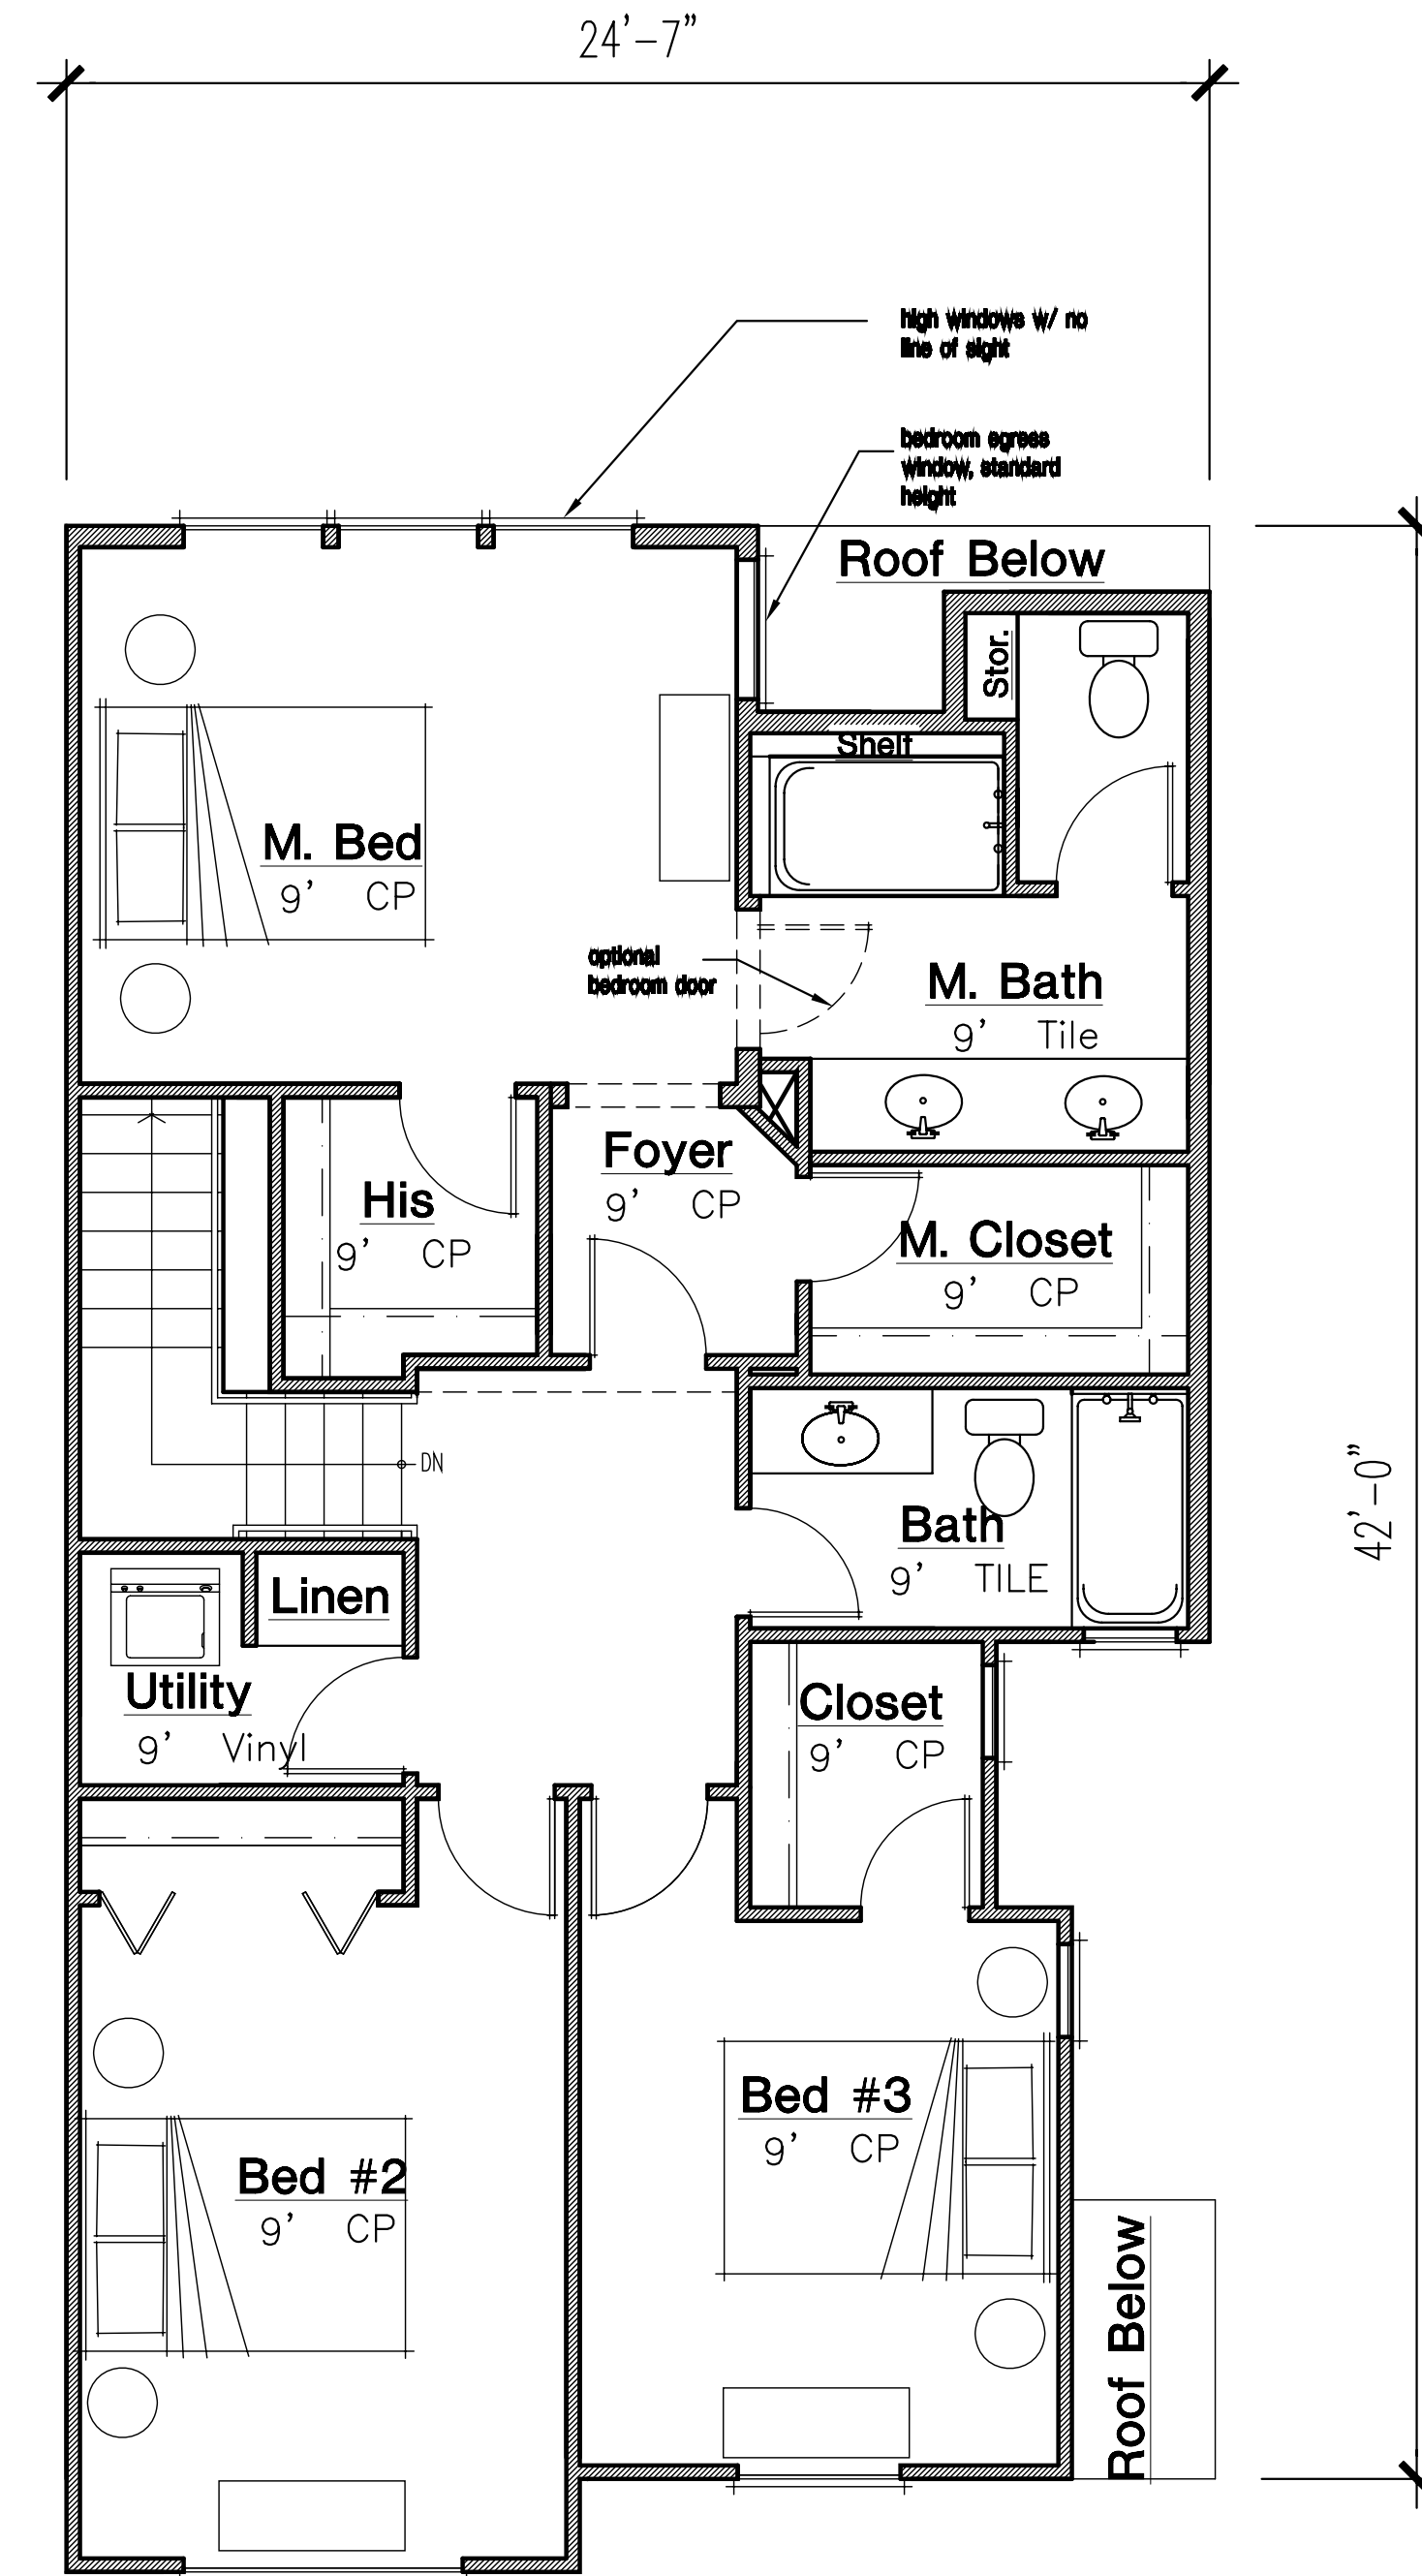 24'-7"
high windows w/ no
line of sight
bedroom egress
window, standard
height
Roof Below
Stor.
Shelf
M. Bed
9' CP
optional
bedroom door
M. Bath
9' Tile
Foyer
9' CP
His
9' CP
M. Closet
9' CP
42'-0"
DN
Bath
9' TILE
Linen
Utility
9' Vinyl
Closet
9' CP
Bed #3
9' CP
Bed #2
9' CP
Roof Below